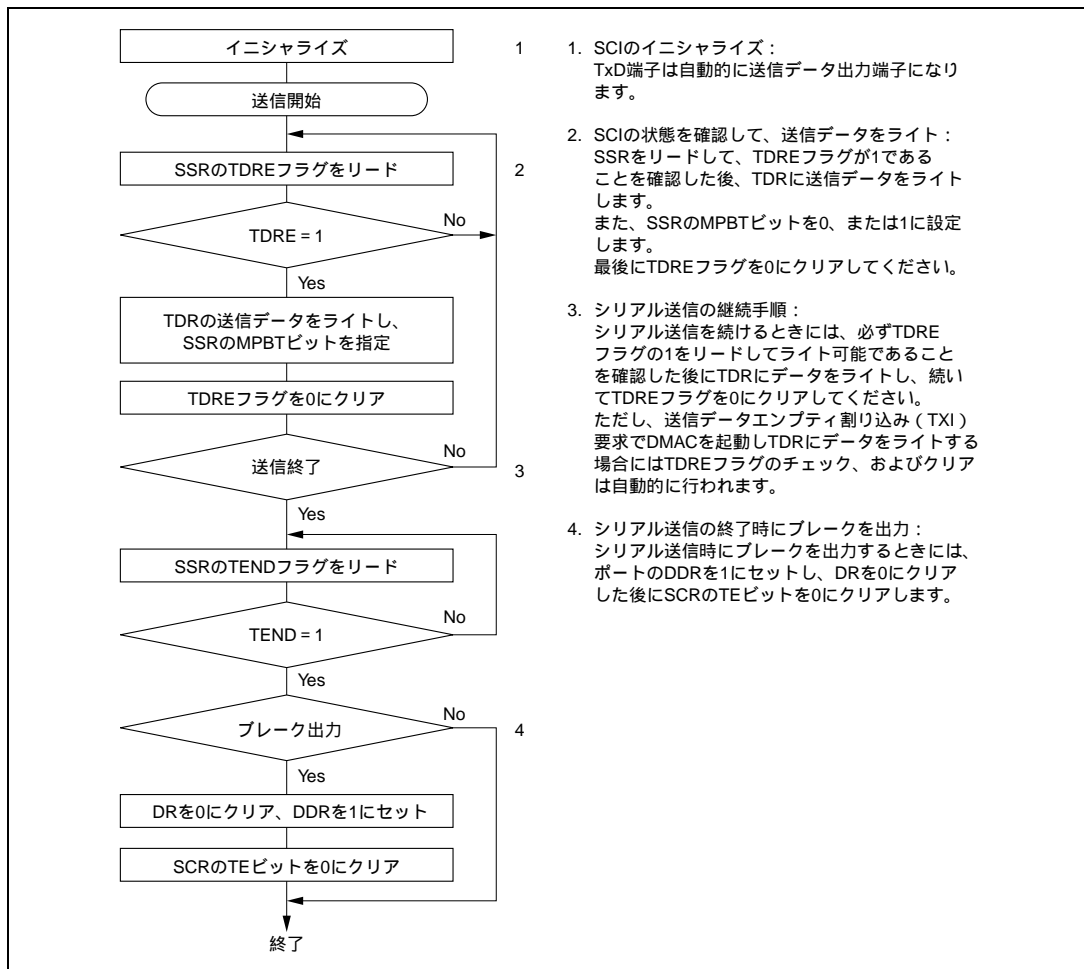 イニシャライズ
1
送信開始
SSRのTDREフラグをリード
2
TDRE = 1
No
Yes
TDRの送信データをライトし、
SSRのMPBTビットを指定
TDREフラグを0にクリア
送信終了
No
3
Yes
SSRのTENDフラグをリード
TEND = 1
No
Yes
ブレーク出力
No
4
Yes
DRを0にクリア、DDRを1にセット
SCRのTEビットを0にクリア
終了
1. SCIのイニシャライズ：
TxD端子は自動的に送信データ出力端子になり
ます。
2. SCIの状態を確認して、送信データをライト：
SSRをリードして、TDREフラグが1である
ことを確認した後、TDRに送信データをライト
します。
また、SSRのMPBTビットを0、または1に設定
します。
最後にTDREフラグを0にクリアしてください。
3. シリアル送信の継続手順：
シリアル送信を続けるときには、必ずTDRE
フラグの1をリードしてライト可能であること
を確認した後にTDRにデータをライトし、続い
てTDREフラグを0にクリアしてください。
ただし、送信データエンプティ割り込み（TXI）
要求でDMACを起動しTDRにデータをライトする
場合にはTDREフラグのチェック、およびクリア
は自動的に行われます。
4. シリアル送信の終了時にブレークを出力：
シリアル送信時にブレークを出力するときには、
ポートのDDRを1にセットし、DRを0にクリア
した後にSCRのTEビットを0にクリアします。